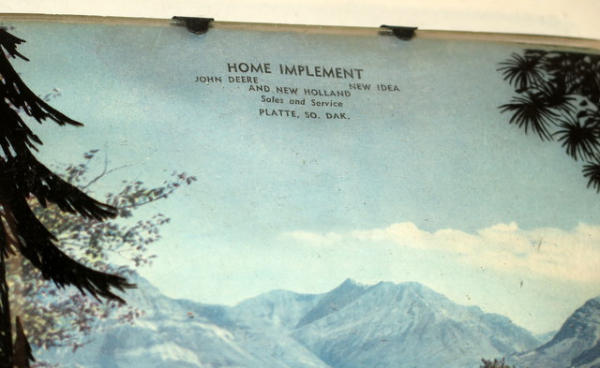 HOME IMPLEMENT
JOHN DEERE NEW IDEA
AND NEW HOLLAND
Sales and Service
PLATTE, SO. DAK.